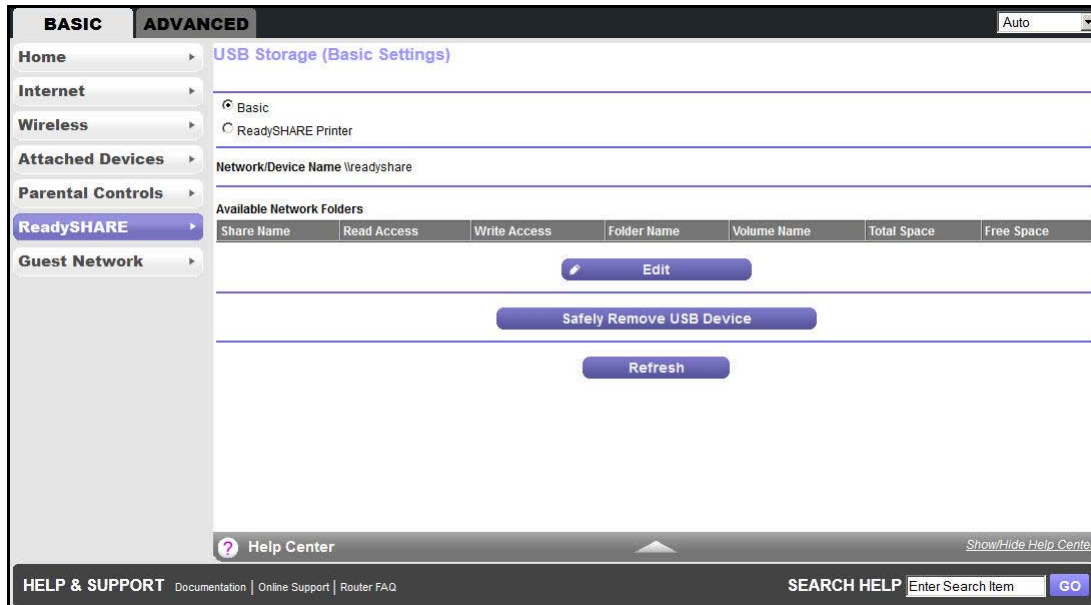 BASIC
ADVANCED
Auto
Home
Internet
Wireless
Attached Devices
Parental Controls
ReadySHARE
Guest Network
USB Storage (Basic Settings)
Basic
ReadySHARE Printer
Network/Device Name \\readyshare
Available Network Folders
Share Name Read Access Write Access Folder Name Volume Name Total Space Free Space
Edit
Safely Remove USB Device
Refresh
? Help Center
Show/Hide Help Cente
HELP & SUPPORT Documentation | Online Support | Router FAQ
SEARCH HELP Enter Search Item GO